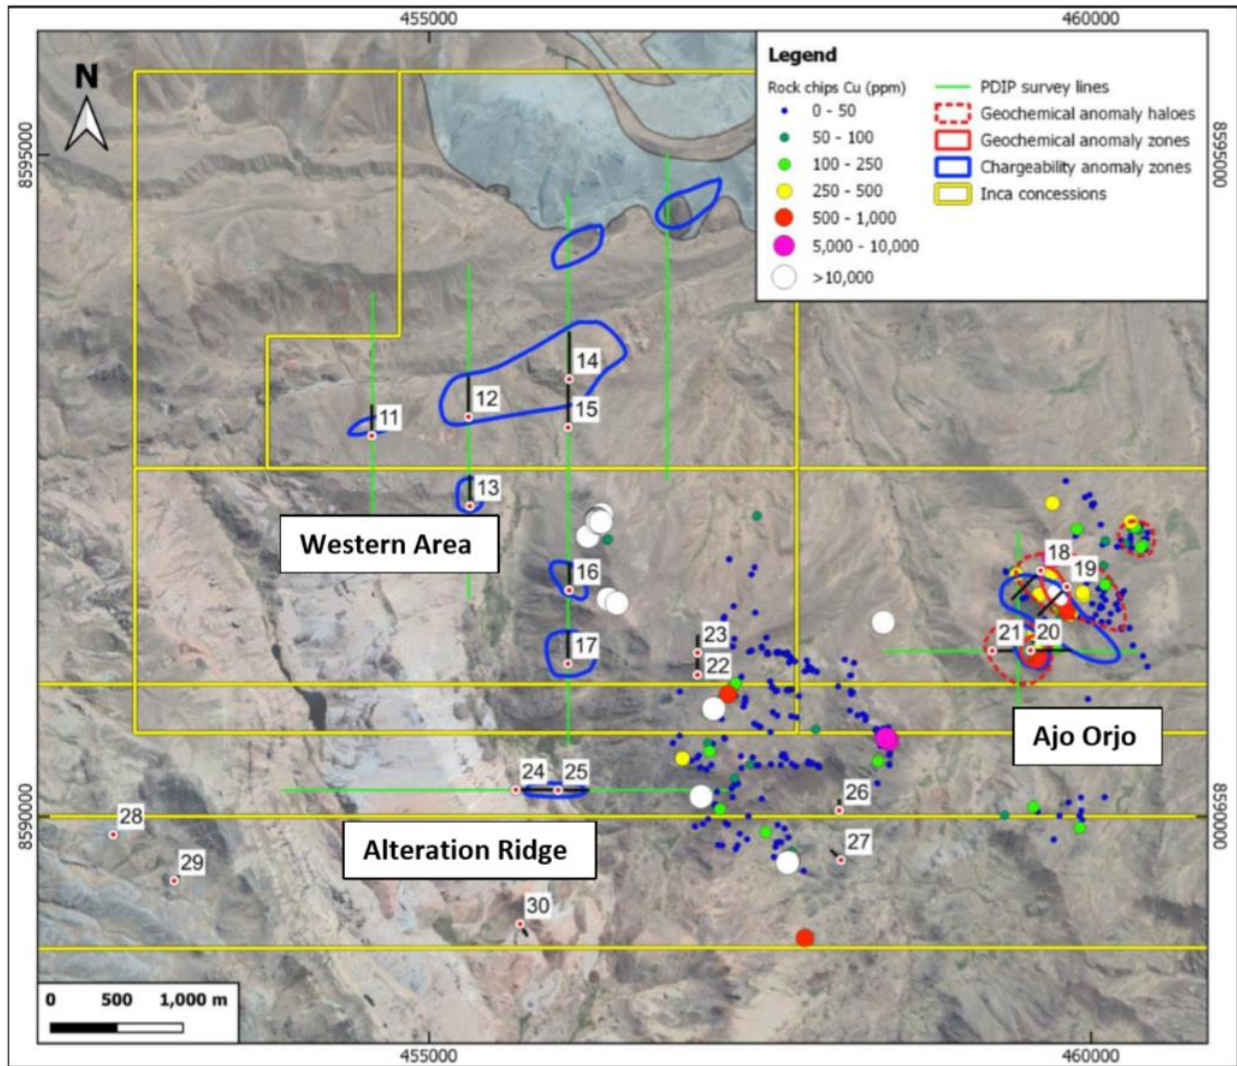 455000
460000
N
8595000
8595000
Legend
Rock chips Cu (ppm)
0 - 50
50 - 100
100 - 250
250 - 500
500 - 1,000
5,000 - 10,000
>10,000
PDIP survey lines
Geochemical anomaly haloes
Geochemical anomaly zones
Chargeability anomaly zones
Inca concessions
14
12
15
11
13
Western Area
18
16
19
23
21
20
17
22
Ajo Orjo
24
25
26
28
8590000
8590000
Alteration Ridge
27
29
30
0 500 1,000 m
455000
460000